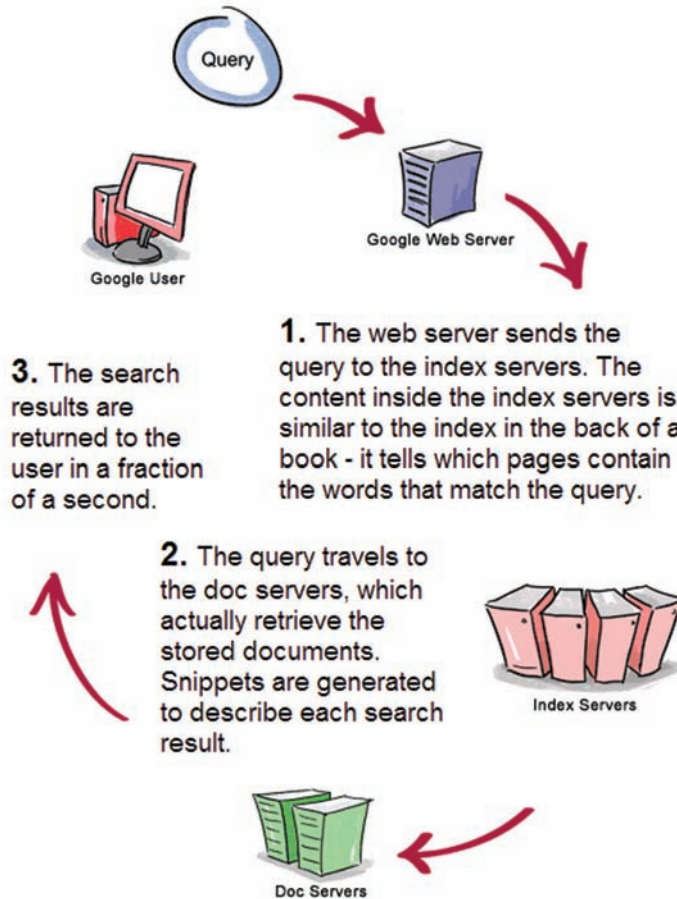 Query
Google Web Server
Google User
1. The web server sends the
query to the index servers. The
content inside the index servers is
similar to the index in the back of a
book - it tells which pages contain
the words that match the query.
3. The search
results are
returned to the
user in a fraction
of a second.
2. The query travels to
the doc servers, which
actually retrieve the
stored documents.
Snippets are generated
to describe each search
result.
Index Servers
Doc Servers